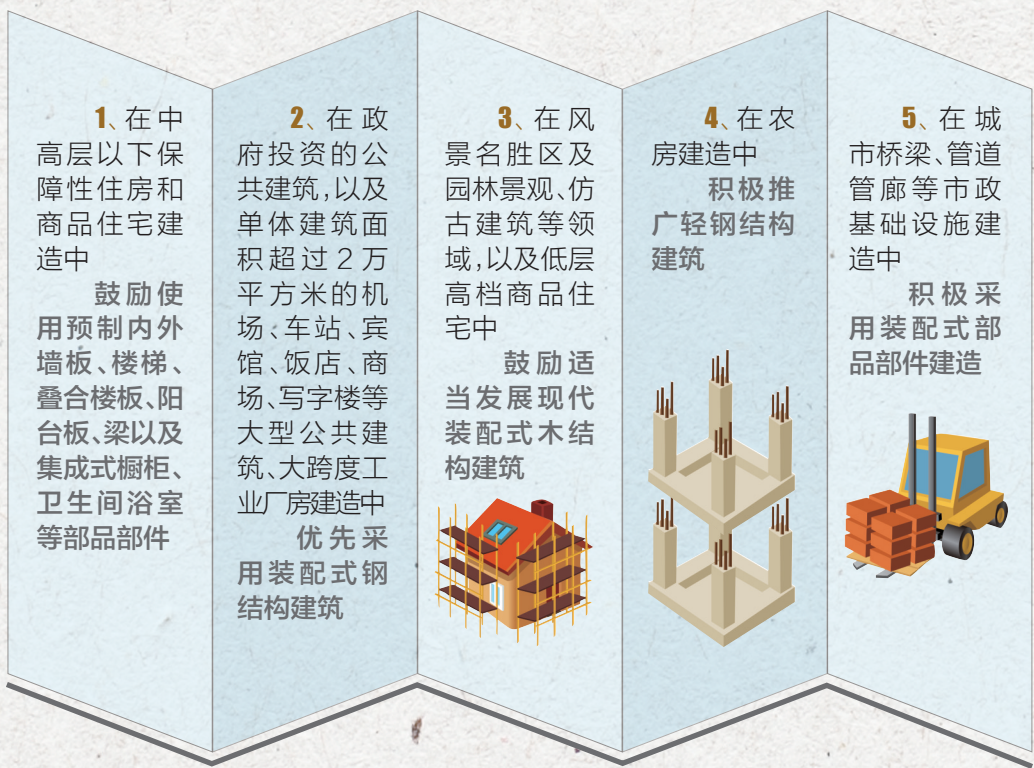 1、在中
高层以下保
障性住房和
商品住宅建
造中
鼓励使
用预制内外
墙板、楼梯、
叠合楼板、阳
台板、梁以及
集成式橱柜、
卫生间浴室
等部品部件
2、在政
府投资的公
共建筑,以及
单体建筑面
积超过2万
平方米的机
场、车站、宾
馆、饭店、商
场、写字楼等
大型公共建
筑、大跨度工
业厂房建造中
优先采
用装配式钢
结构建筑
3、在风
景名胜区及
园林景观、仿
古建筑等领
域,以及低层
高档商品住
宅中
鼓励适
当发展现代
装配式木结
构建筑
4、在农
房建造中
积极推
广轻钢结构
建筑
5、在城
市桥梁、管道
管廊等市政
基础设施建
造中
积极采
用装配式部
品部件建造